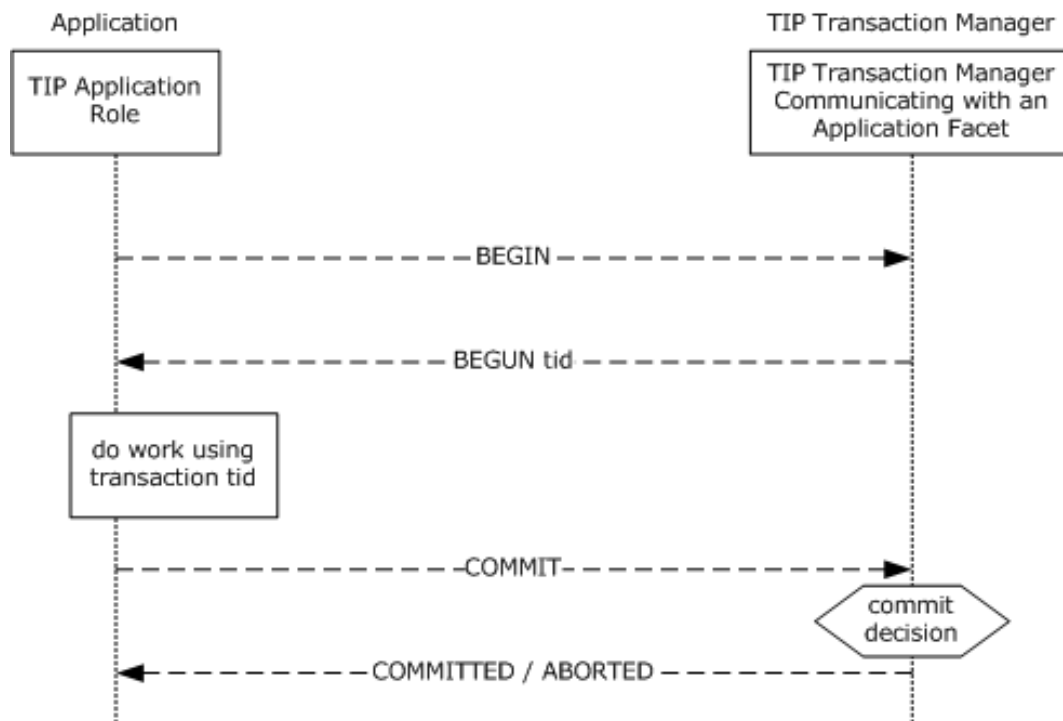 Application
TIP Transaction Manager
TIP Application
Role
TIP Transaction Manager
Communicating with an
Application Facet
BEGIN
BEGUN tid
do work using
transaction tid
COMMIT
commit
decision
COMMITTED / ABORTED